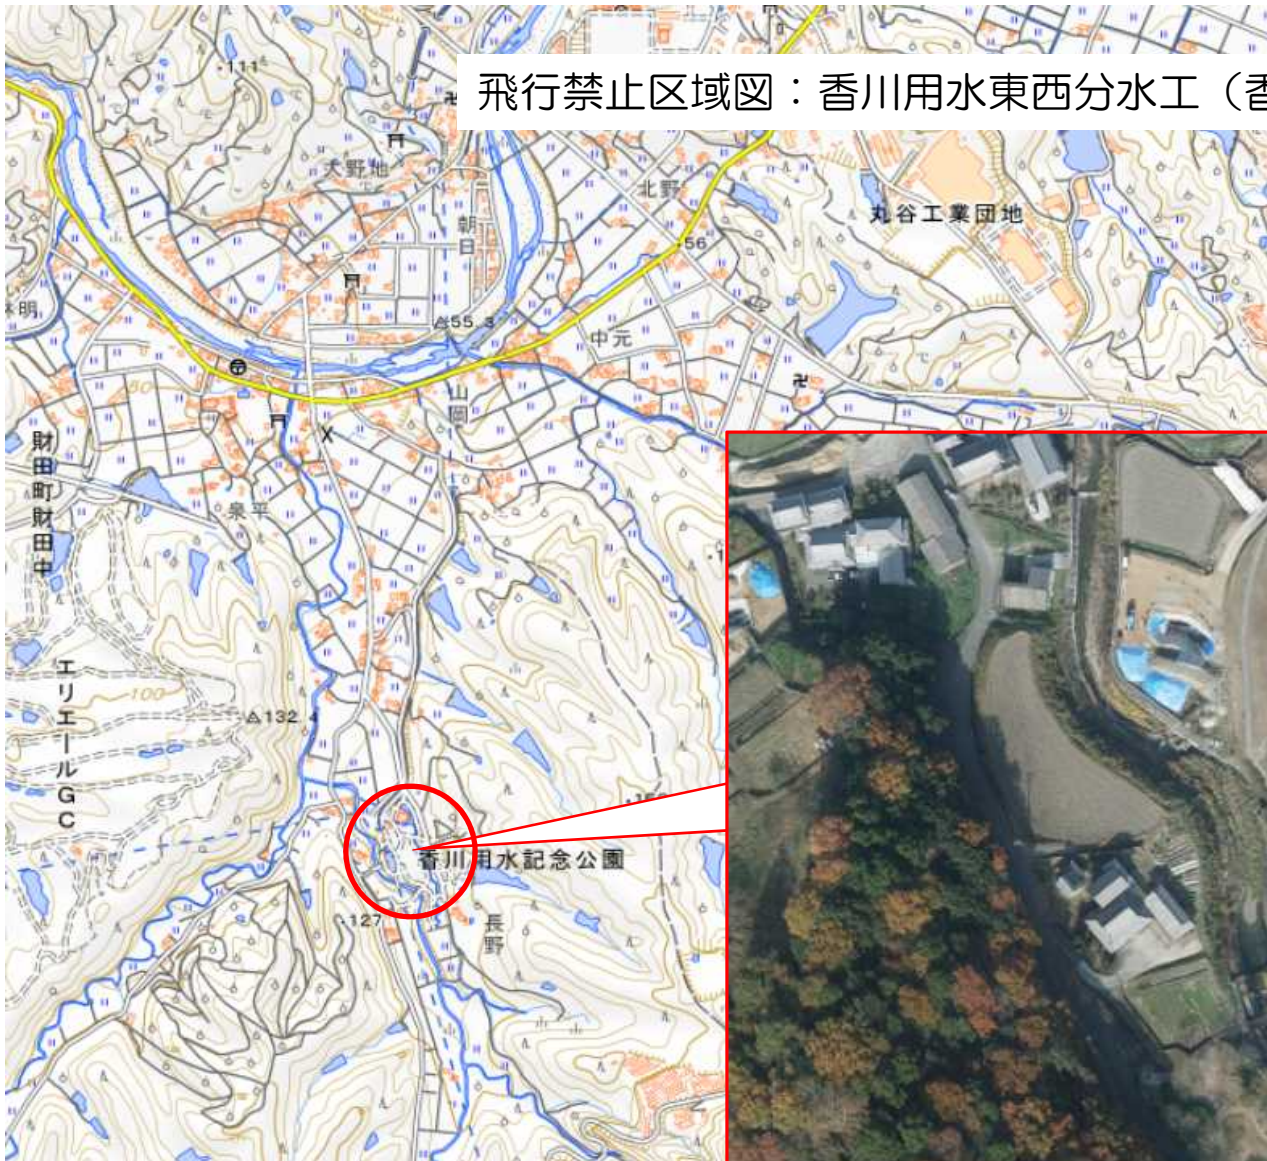 飛行禁止区域図：香川用水東西分水工（香
・111
大野地
朝日
北野
丸谷工業団地
・56
55.3
中元
山岡
80
財田町財田中
泉平
エリエールGC
100
132.4
香川用水記念公園
・127
長野